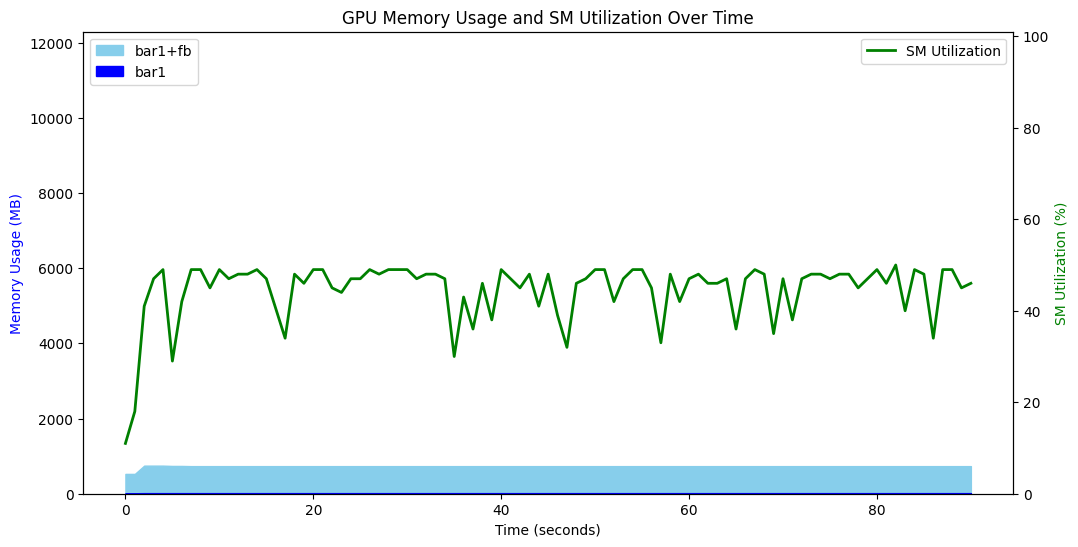 GPU Memory Usage and SM Utilization Over Time
bar1+fb
bar1
SM Utilization
Memory Usage (MB)
12000
10000
8000
6000
4000
2000
0
SM Utilization (%)
100
80
60
40
20
0
0 20 40 60 80
Time (seconds)